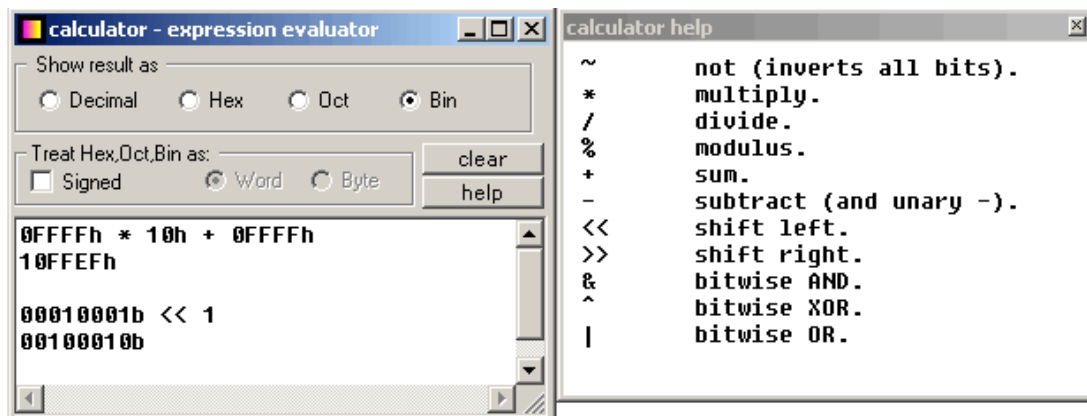 calculator - expression evaluator
Show result as
Decimal Hex Oct Bin
Treat Hex,Oct,Bin as:
Signed Word Byte
clear
help
0FFFFh * 10h + 0FFFFh
10FFEFh
00010001b << 1
00100010b
calculator help
~ not (inverts all bits).
* multiply.
/ divide.
% modulus.
+ sum.
- subtract (and unary -).
<< shift left.
>> shift right.
& bitwise AND.
^ bitwise XOR.
| bitwise OR.